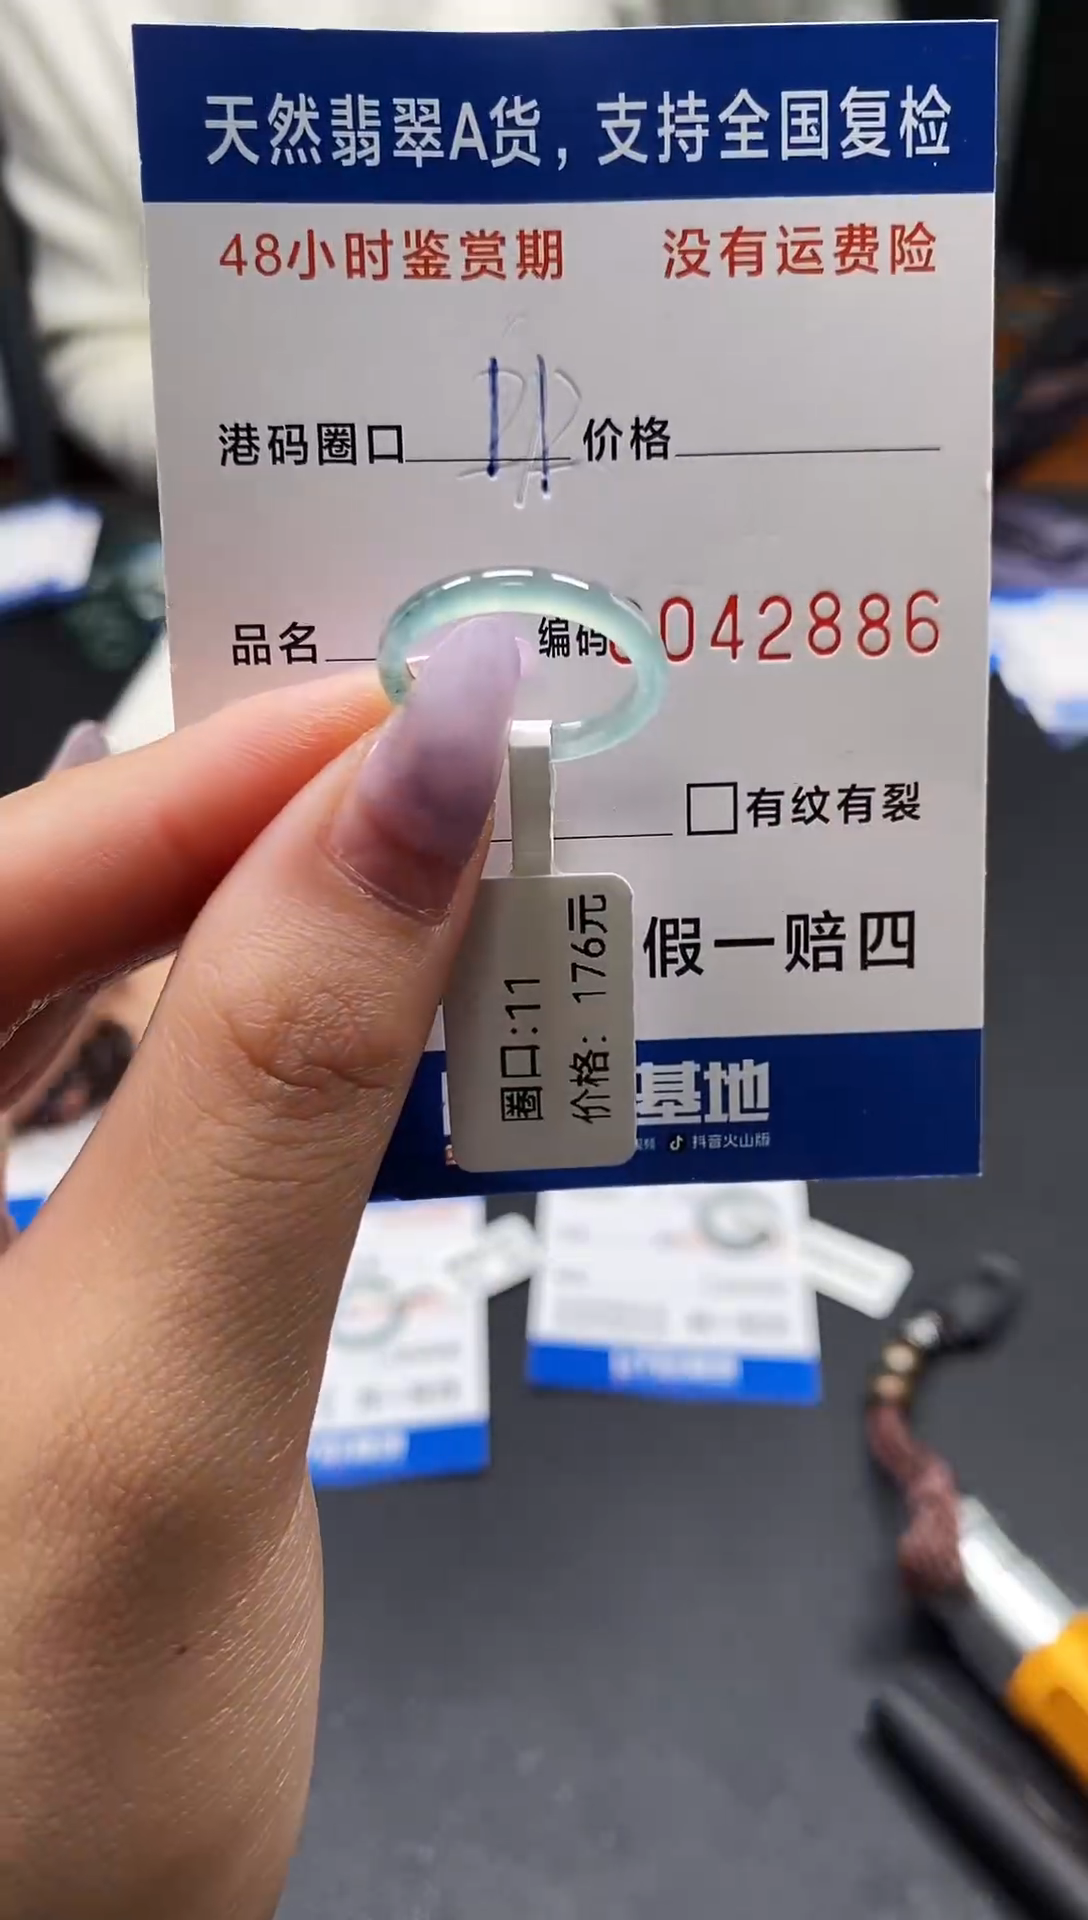 天然翡翠A货，支持全国复检
48小时鉴赏期 没有运费险
港码圈口 11 价格
品名 编码 042886
有纹有裂
假一赔四
圈口:11
价格: 176元
基地
抖音火山版